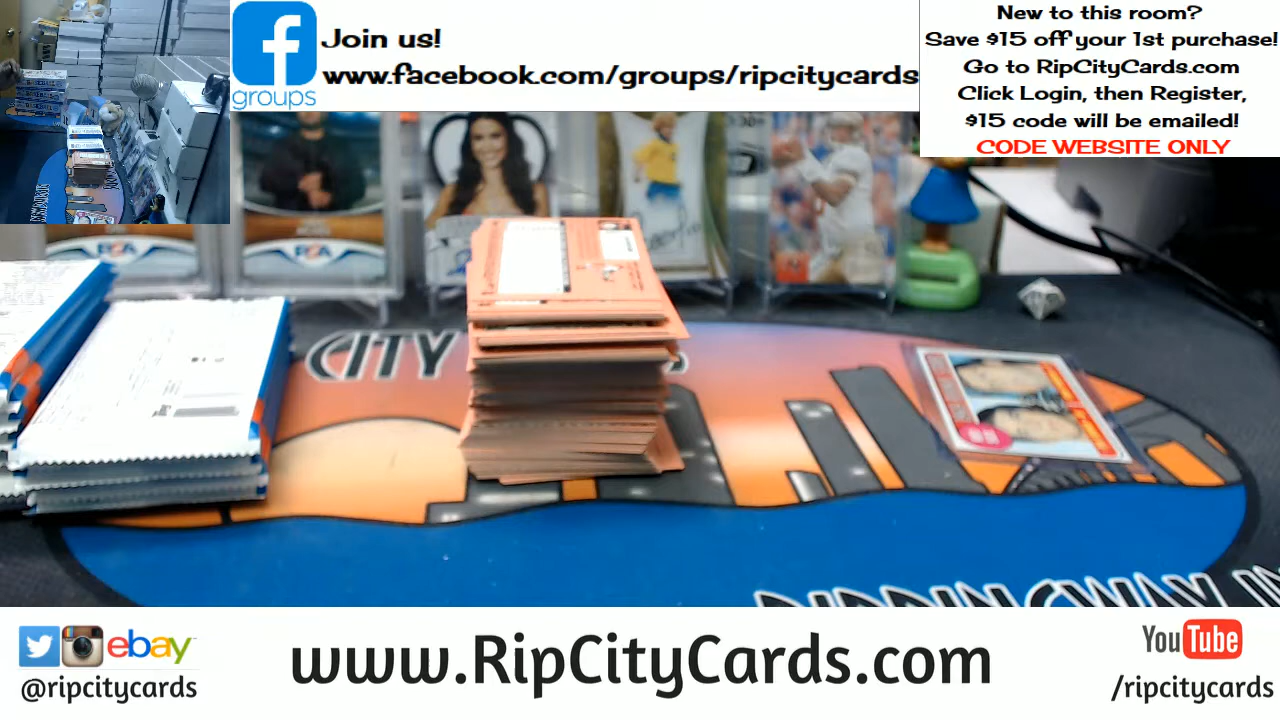 groups
Join us!
www.facebook.com/groups/ripcitycards
New to this room?
Save $15 off your 1st purchase!
Go to RipCityCards.com
Click Login, then Register,
$15 code will be emailed!
CODE WEBSITE ONLY
CITY
ebay
@ripcitycards
www.RipCityCards.com
YouTube
/ripcitycards